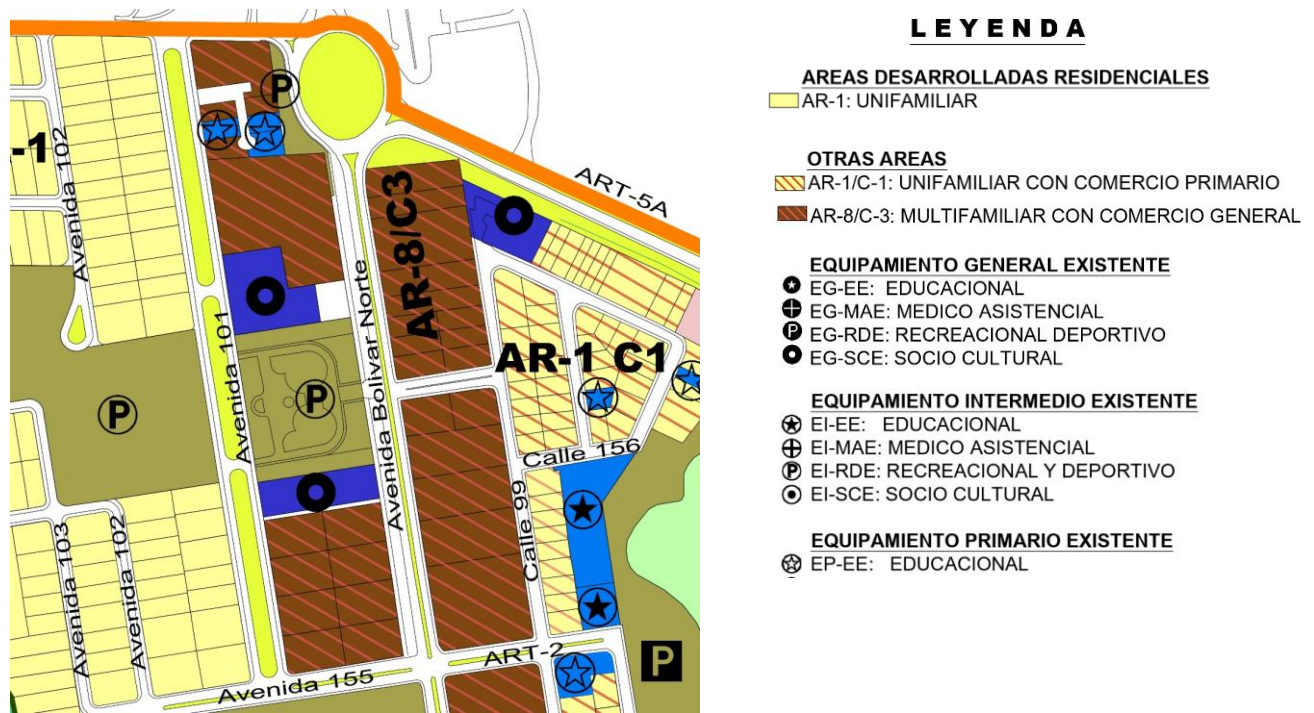 P
-1
Avenida 102
ART-5A
AR-8/C3
Avenida Bolivar Norte
Avenida 101
AR-1 C1
P
P
Calle 156
Calle 99
Avenida 103
Avenida 102
ART-2
P
Avenida 155
LEYENDA
AREAS DESARROLLADAS RESIDENCIALES
AR-1: UNIFAMILIAR
OTRAS AREAS
AR-1/C-1: UNIFAMILIAR CON COMERCIO PRIMARIO
AR-8/C-3: MULTIFAMILIAR CON COMERCIO GENERAL
EQUIPAMIENTO GENERAL EXISTENTE
EG-EE: EDUCACIONAL
EG-MAE: MEDICO ASISTENCIAL
P EG-RDE: RECREACIONAL DEPORTIVO
EG-SCE: SOCIO CULTURAL
EQUIPAMIENTO INTERMEDIO EXISTENTE
EI-EE: EDUCACIONAL
EI-MAE: MEDICO ASISTENCIAL
P EI-RDE: RECREACIONAL Y DEPORTIVO
EI-SCE: SOCIO CULTURAL
EQUIPAMIENTO PRIMARIO EXISTENTE
EP-EE: EDUCACIONAL